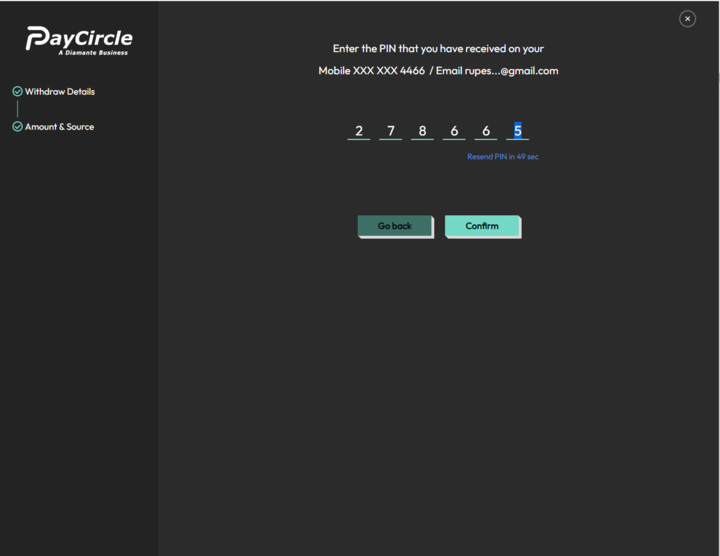 PayCircle
A Diamante Business
Withdraw Details
Amount & Source
Enter the PIN that you have received on your
Mobile XXX XXX 4466 / Email rupes...@gmail.com
2 7 8 6 6 5
Resend PIN in 49 sec
Go back Confirm